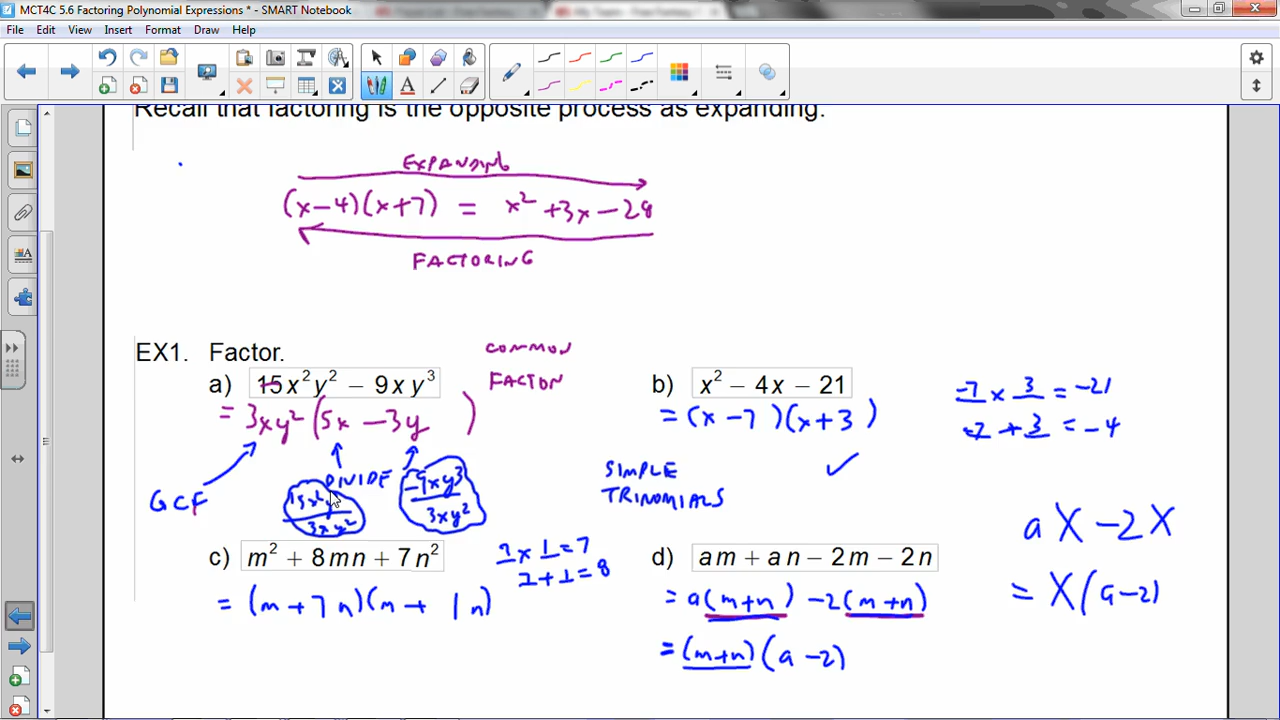 MCT4C 5.6 Factoring Polynomial Expressions * - SMART Notebook
File Edit View Insert Format Draw Help
Recall that factoring is the opposite process as expanding.
EXPANDING
(x-4)(x+7) = x² +3x-28
FACTORING
EX1. Factor.
COMMON
FACTOR
a) 15x²y² - 9xy³
= 3xy² (5x - 3y )
GCF
DIVIDE
15x²y
3xy²
-9xy³
3xy²
b) x² - 4x - 21
= (x -7 )(x+3 )
-7 x 3 = -21
-7 + 3 = -4
SIMPLE
TRINOMIALS
c) m² + 8mn + 7n²
= (m + 7n)(m + 1n)
7 x 1 = 7
7 + 1 = 8
d) am + an - 2m - 2n
= a(m+n) -2(m+n)
= (m+n)(a -2)
aX -2X
= X(a-2)